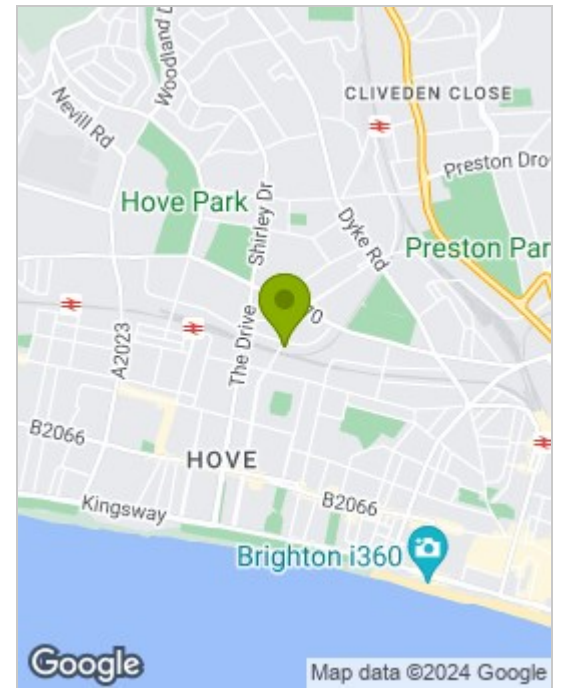 Woodland D
CLIVEDEN CLOSE
Nevill Rd
Preston Dro
Hove Park
Shirley Dr
Dyke Rd
Preston Par
70
The Drive
A2023
B2066
HOVE
B2066
Kingsway
Brighton i360
Google
Map data ©2024 Google